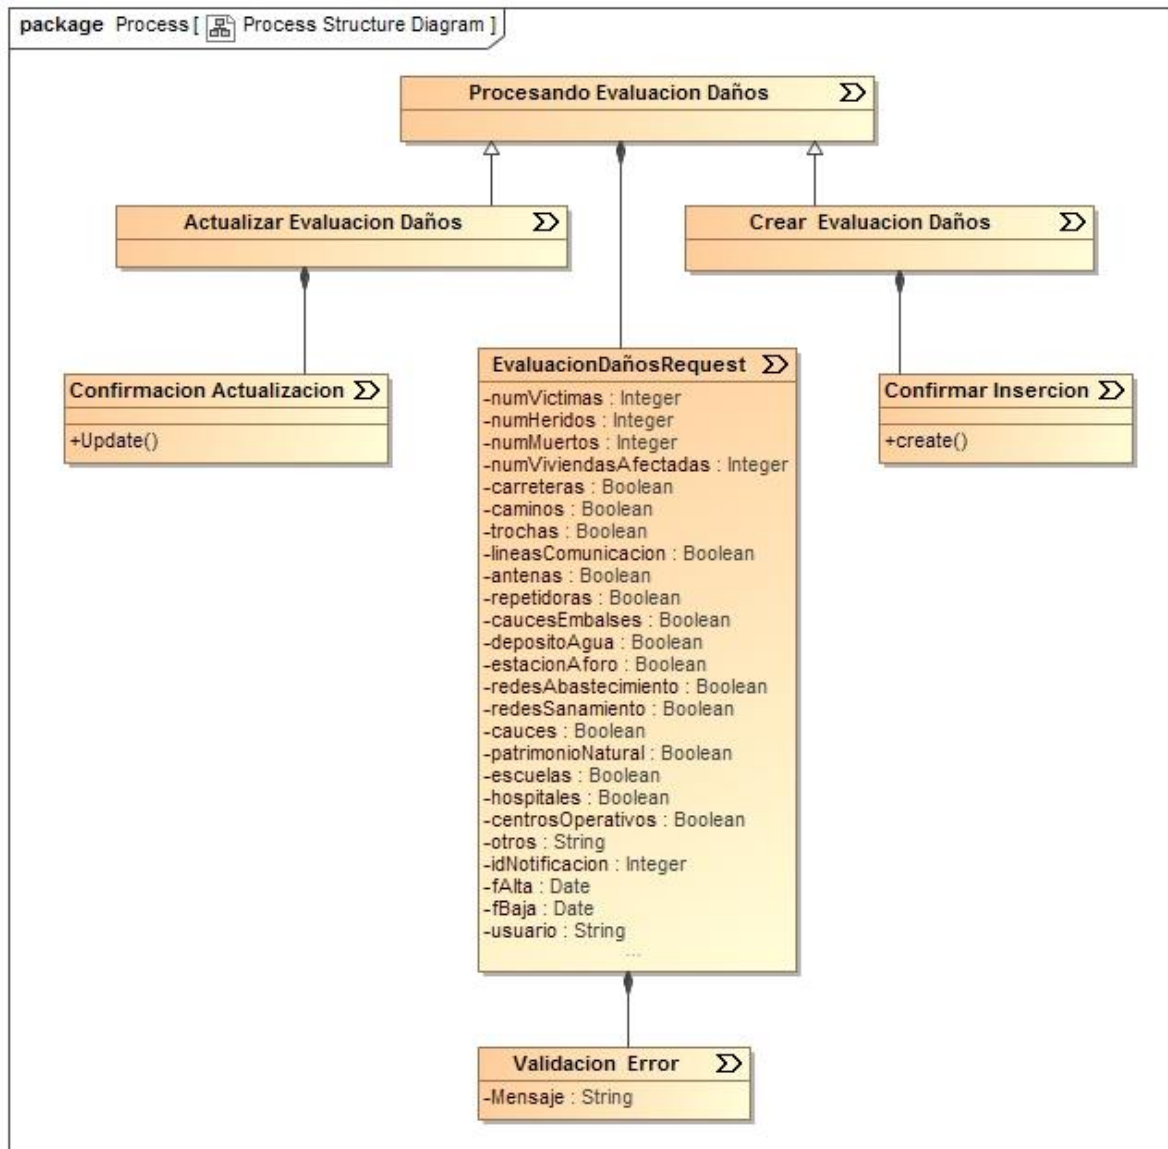 package Process [ Process Structure Diagram ]
Procesando Evaluacion Daños
Actualizar Evaluacion Daños
Crear Evaluacion Daños
Confirmacion Actualizacion
+Update()
EvaluacionDañosRequest
-numVictimas : Integer
-numHeridos : Integer
-numMuertos : Integer
-numViviendasAfectadas : Integer
-carreteras : Boolean
-caminos : Boolean
-trochas : Boolean
-lineasComunicacion : Boolean
-antenas : Boolean
-repetidoras : Boolean
-caucesEmbalses : Boolean
-depositoAgua : Boolean
-estacionAforo : Boolean
-redesAbastecimiento : Boolean
-redesSanamiento : Boolean
-cauces : Boolean
-patrimonioNatural : Boolean
-escuelas : Boolean
-hospitales : Boolean
-centrosOperativos : Boolean
-otros : String
-idNotificacion : Integer
-fAlta : Date
-fBaja : Date
-usuario : String
...
Confirmar Insercion
+create()
Validacion Error
-Mensaje : String